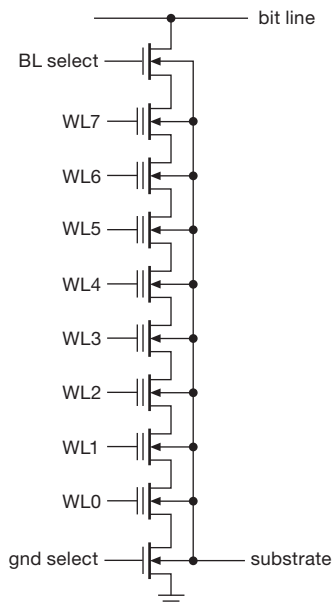 bit line
BL select
WL7
WL6
WL5
WL4
WL3
WL2
WL1
WL0
gnd select
substrate